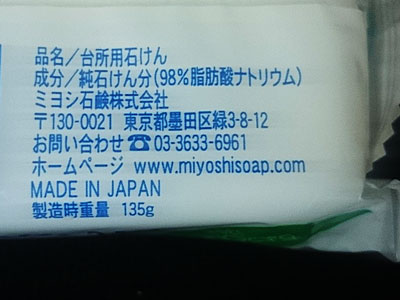 品名/台所用石けん
成分/純石けん分(98%脂肪酸ナトリウム)
ミヨシ石鹸株式会社
〒130-0021 東京都墨田区緑3-8-12
お問い合わせ☎03-3633-6961
ホームページ www.miyoshisoap.com
MADE IN JAPAN
製造時重量 135g